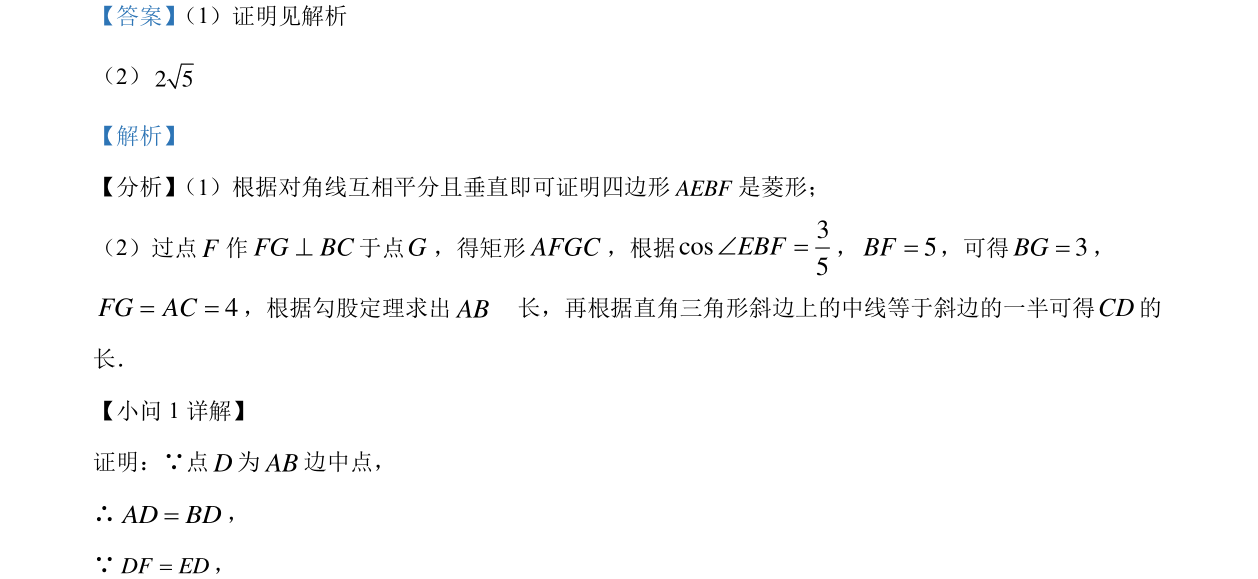 【答案】（1）证明见解析
（2）2√5
【解析】
【分析】（1）根据对角线互相平分且垂直即可证明四边形 AEBF 是菱形；
（2）过点 F 作 FG ⊥ BC 于点 G ，得矩形 AFGC ，根据 cos∠EBF = 3/5 ， BF = 5，可得 BG = 3 ，
FG = AC = 4 ，根据勾股定理求出 AB 长，再根据直角三角形斜边上的中线等于斜边的一半可得 CD 的
长．
【小问 1 详解】
证明：∵点 D 为 AB 边中点，
∴ AD = BD ，
∵ DF = ED ，